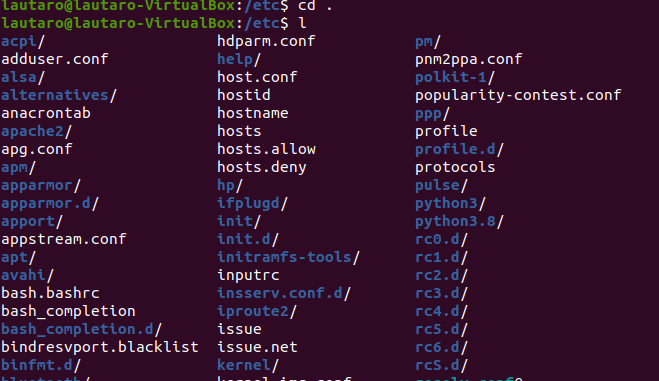 lautaro@lautaro-VirtualBox:/etc$ cd .
lautaro@lautaro-VirtualBox:/etc$ l
acpi/ hdparm.conf pm/
adduser.conf help/ pnm2ppa.conf
alsa/ host.conf polkit-1/
alternatives/ hostid popularity-contest.conf
anacrontab hostname ppp/
apache2/ hosts profile
apg.conf hosts.allow profile.d/
apm/ hosts.deny protocols
apparmor/ hp/ pulse/
apparmor.d/ ifplugd/ python3/
apport/ init/ python3.8/
appstream.conf init.d/ rc0.d/
apt/ initramfs-tools/ rc1.d/
avahi/ inputrc rc2.d/
bash.bashrc insserv.conf.d/ rc3.d/
bash_completion iproute2/ rc4.d/
bash_completion.d/ issue rc5.d/
bindresvport.blacklist issue.net rc6.d/
binfmt.d/ kernel/ rcS.d/